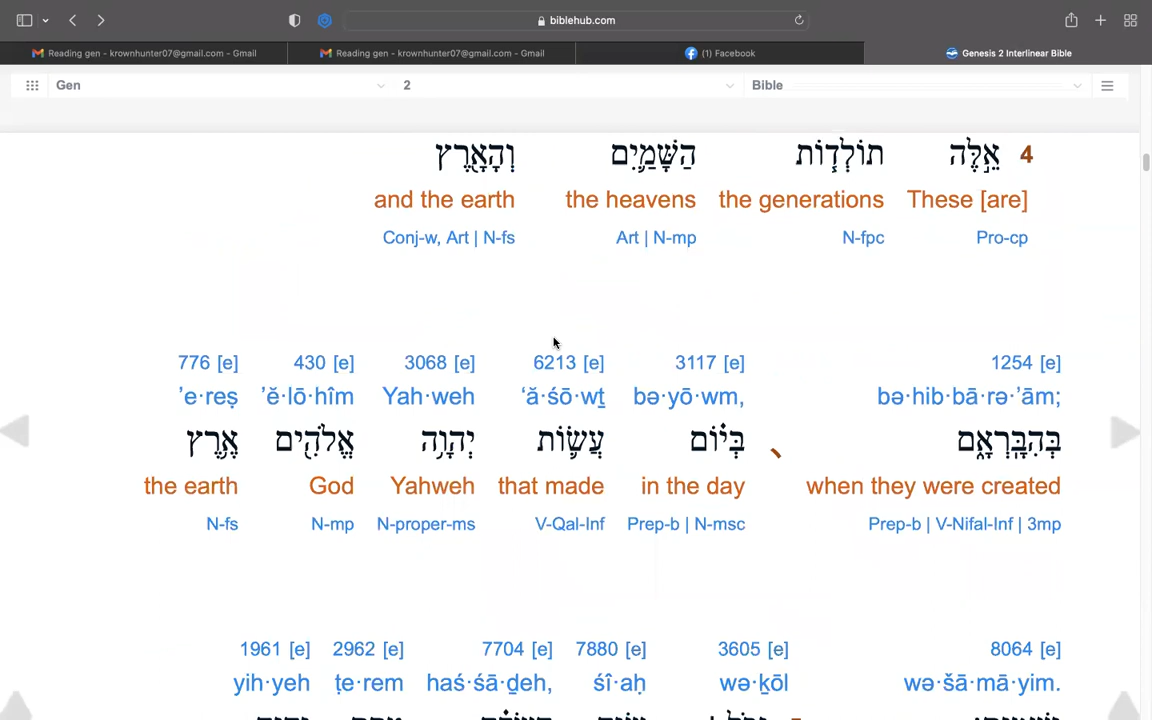 biblehub.com
Reading gen - krownhunter07@gmail.com - Gmail
Reading gen - krownhunter07@gmail.com - Gmail
(1) Facebook
Genesis 2 Interlinear Bible
Gen
2
Bible
4 אֵ֣לֶּה תוֹלְד֧וֹת הַשָּׁמַ֛יִם וְהָאָ֖רֶץ
and the earth the heavens the generations These [are]
Conj-w, Art | N-fs Art | N-mp N-fpc Pro-cp
776 [e] 430 [e] 3068 [e] 6213 [e] 3117 [e] 1254 [e]
’e·reṣ ’ĕ·lō·hîm Yah·weh ‘ă·śō·wṯ bə·yō·wm, bə·hib·bā·rə·’ām;
בְּהִבָּֽרְאָ֑ם בְּי֗וֹם עֲשׂ֛וֹת יְהוָ֥ה אֱלֹהִ֖ים אֶ֥רֶץ
the earth God Yahweh that made in the day when they were created
N-fs N-mp N-proper-ms V-Qal-Inf Prep-b | N-msc Prep-b | V-Nifal-Inf | 3mp
1961 [e] 2962 [e] 7704 [e] 7880 [e] 3605 [e] 8064 [e]
yih·yeh ṭe·rem haś·śā·ḏeh, śî·aḥ wə·ḵōl wə·šā·mā·yim.